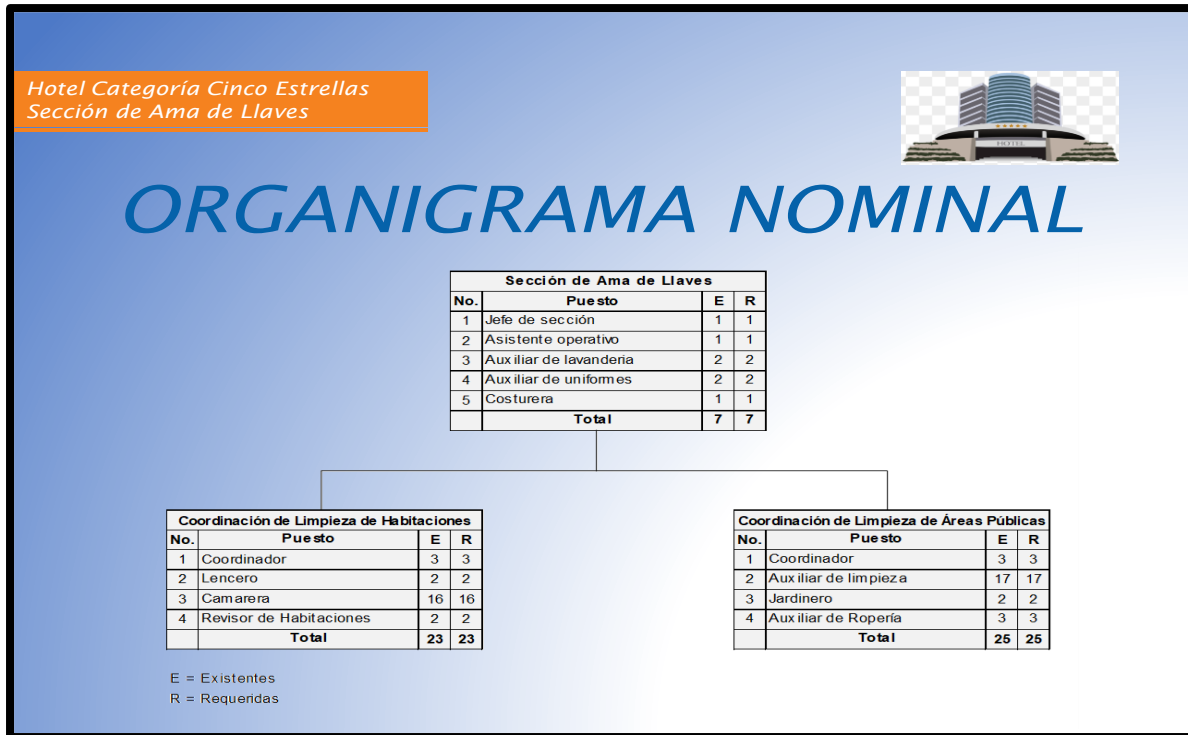 Hotel Categoría Cinco Estrellas
Sección de Ama de Llaves
HOTEL
ORGANIGRAMA NOMINAL
Sección de Ama de Llaves
No. Puesto E R
1 Jefe de sección 1 1
2 Asistente operativo 1 1
3 Auxiliar de lavanderia 2 2
4 Auxiliar de uniformes 2 2
5 Costurera 1 1
Total 7 7
Coordinación de Limpieza de Habitaciones
No. Puesto E R
1 Coordinador 3 3
2 Lencero 2 2
3 Camarera 16 16
4 Revisor de Habitaciones 2 2
Total 23 23
Coordinación de Limpieza de Áreas Públicas
No. Puesto E R
1 Coordinador 3 3
2 Auxiliar de limpieza 17 17
3 Jardinero 2 2
4 Auxiliar de Ropería 3 3
Total 25 25
E = Existentes
R = Requeridas